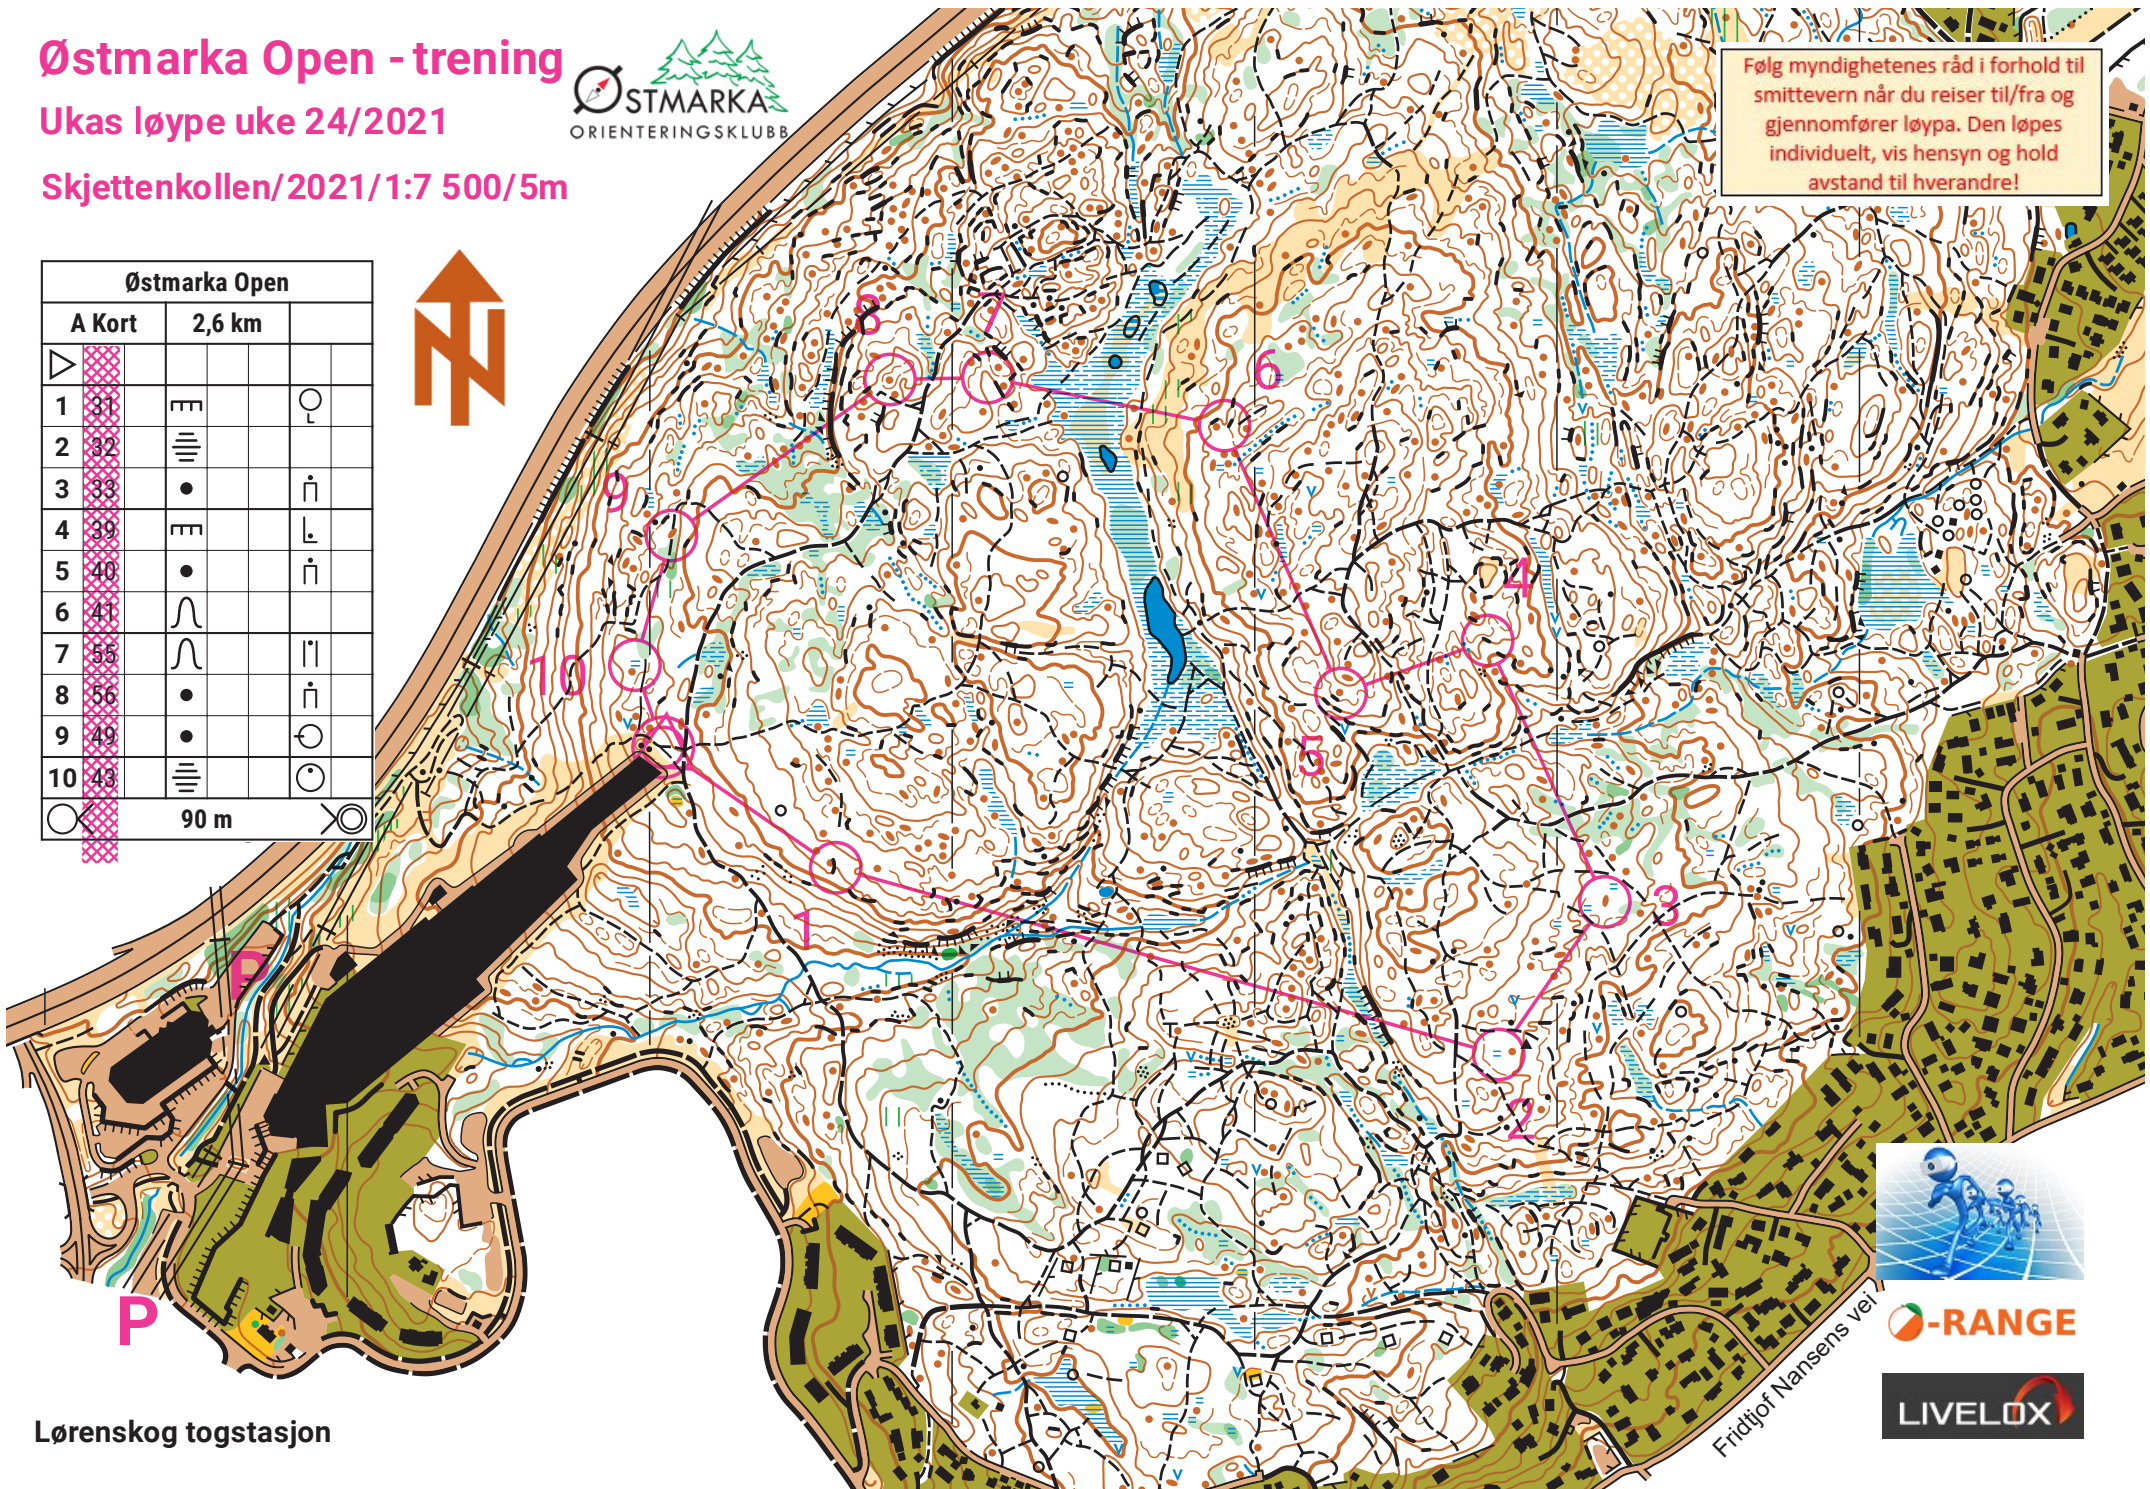 Østmarka Open - trening
Ukas løype uke 24/2021
Skjettenkollen/2021/1:7 500/5m
ØSTMARKA
ORIENTERINGSKLUBB
Følg myndighetenes råd i forhold til
smittevern når du reiser til/fra og
gjennomfører løypa. Den løpes
individuelt, vis hensyn og hold
avstand til hverandre!
Østmarka Open
A Kort 2,6 km
1 31
2 32
3 33
4 39
5 40
6 41
7 55
8 56
9 49
10 43
90 m
N
8
7
6
9
4
10
5
1
3
2
P
P
Lørenskog togstasjon
Fridtjof Nansens vei
O-RANGE
LIVELOX